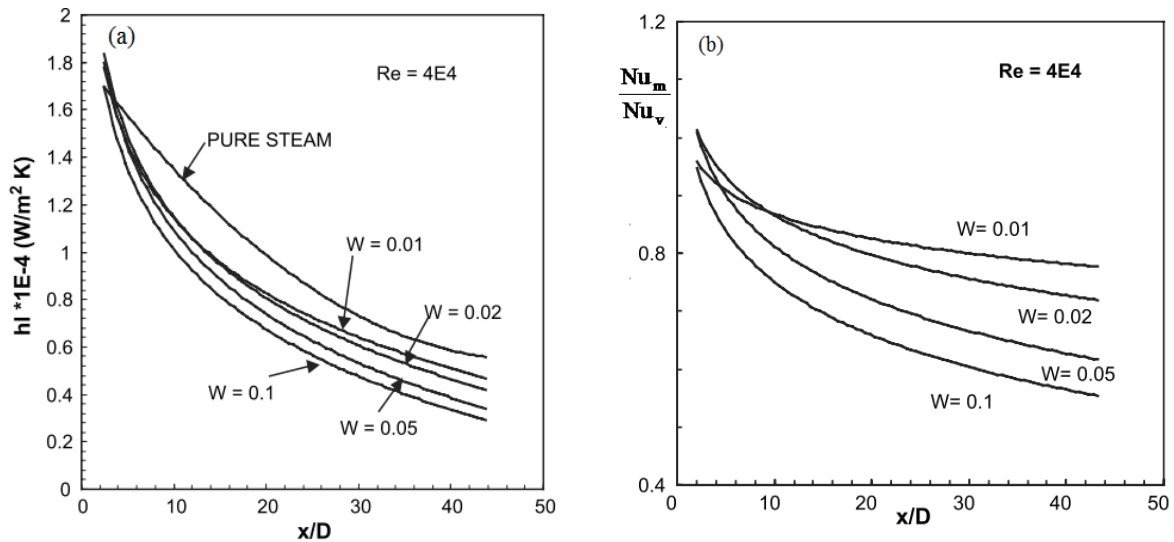 (a)
Re = 4E4
PURE STEAM
W = 0.01
W = 0.02
W = 0.1
W = 0.05
hl *1E-4 (W/m² K)
2
1.8
1.6
1.4
1.2
1
0.8
0.6
0.4
0.2
0
0 10 20 30 40 50
x/D
(b)
Re = 4E4
Nu_m
Nu_v
W= 0.01
W= 0.02
W= 0.05
W= 0.1
1.2
0.8
0.4
0 10 20 30 40 50
x/D